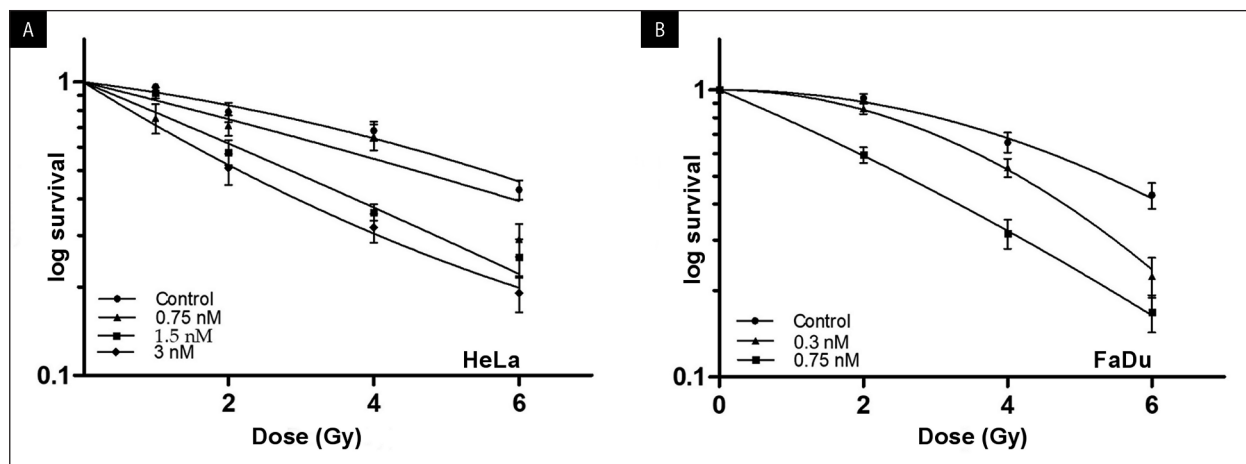 A
1
0.1
log survival
Control
0.75 nM
1.5 nM
3 nM
HeLa
2
4
6
Dose (Gy)
B
1
0.1
log survival
Control
0.3 nM
0.75 nM
FaDu
0
2
4
6
Dose (Gy)